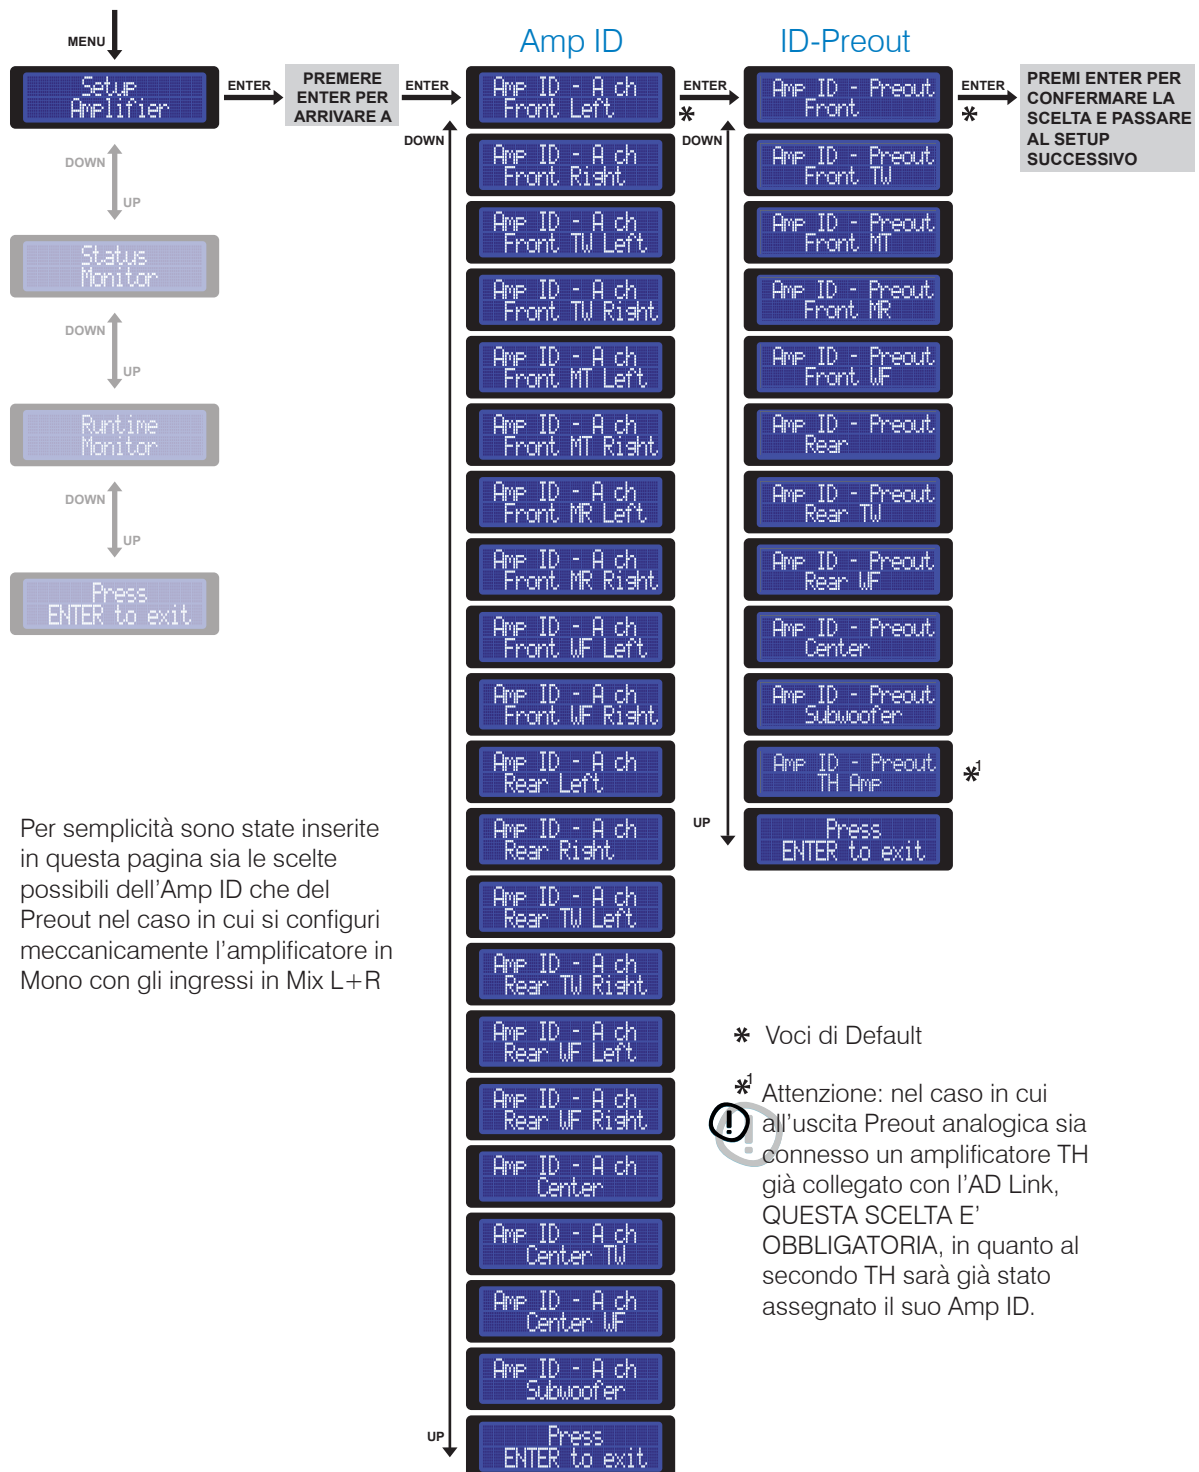 MENU
Setup
Amplifier
ENTER
PREMERE
ENTER PER
ARRIVARE A
ENTER
DOWN
UP
Status
Monitor
DOWN
UP
Runtime
Monitor
DOWN
UP
Press
ENTER to exit
Amp ID
Amp ID - A ch
Front Left
*
ENTER
DOWN
Amp ID - A ch
Front Right
Amp ID - A ch
Front TW Left
Amp ID - A ch
Front TW Right
Amp ID - A ch
Front MT Left
Amp ID - A ch
Front MT Right
Amp ID - A ch
Front MR Left
Amp ID - A ch
Front MR Right
Amp ID - A ch
Front WF Left
Amp ID - A ch
Front WF Right
Amp ID - A ch
Rear Left
Amp ID - A ch
Rear Right
Amp ID - A ch
Rear TW Left
Amp ID - A ch
Rear TW Right
Amp ID - A ch
Rear WF Left
Amp ID - A ch
Rear WF Right
Amp ID - A ch
Center
Amp ID - A ch
Center TW
Amp ID - A ch
Center WF
Amp ID - A ch
Subwoofer
UP
Press
ENTER to exit
ID-Preout
Amp ID - Preout
Front
ENTER
*
DOWN
Amp ID - Preout
Front TW
Amp ID - Preout
Front MT
Amp ID - Preout
Front MR
Amp ID - Preout
Front WF
Amp ID - Preout
Rear
Amp ID - Preout
Rear TW
Amp ID - Preout
Rear WF
Amp ID - Preout
Center
Amp ID - Preout
Subwoofer
Amp ID - Preout
TH Amp
*1
UP
Press
ENTER to exit
PREMI ENTER PER
CONFERMARE LA
SCELTA E PASSARE
AL SETUP
SUCCESSIVO
Per semplicità sono state inserite
in questa pagina sia le scelte
possibili dell'Amp ID che del
Preout nel caso in cui si configuri
meccanicamente l'amplificatore in
Mono con gli ingressi in Mix L+R
* Voci di Default
*1 Attenzione: nel caso in cui
all'uscita Preout analogica sia
connesso un amplificatore TH
già collegato con l'AD Link,
QUESTA SCELTA E'
OBBLIGATORIA, in quanto al
secondo TH sarà già stato
assegnato il suo Amp ID.